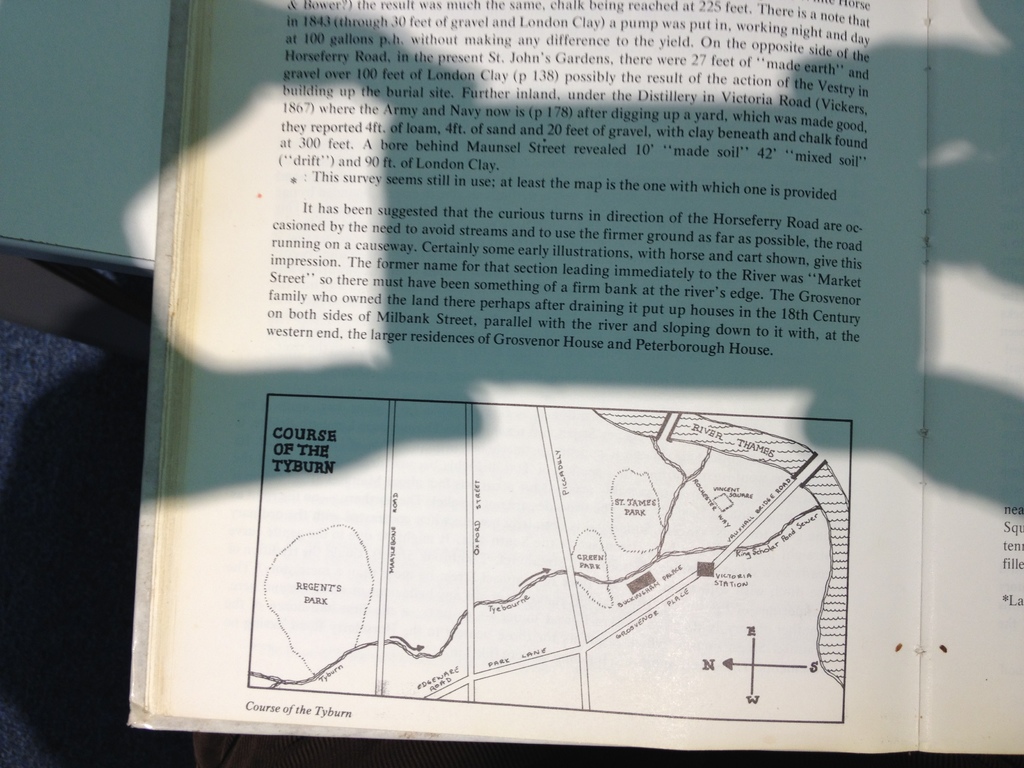 White Horse
& Bower?) the result was much the same, chalk being reached at 225 feet. There is a note that
in 1843 (through 30 feet of gravel and London Clay) a pump was put in, working night and day
at 100 gallons p.h. without making any difference to the yield. On the opposite side of the
Horseferry Road, in the present St. John's Gardens, there were 27 feet of "made earth" and
gravel over 100 feet of London Clay (p 138) possibly the result of the action of the Vestry in
building up the burial site. Further inland, under the Distillery in Victoria Road (Vickers,
1867) where the Army and Navy now is (p 178) after digging up a yard, which was made good,
they reported 4ft. of loam, 4ft. of sand and 20 feet of gravel, with clay beneath and chalk found
at 300 feet. A bore behind Maunsel Street revealed 10' "made soil" 42' "mixed soil"
("drift") and 90 ft. of London Clay.
* : This survey seems still in use; at least the map is the one with which one is provided
It has been suggested that the curious turns in direction of the Horseferry Road are oc-
casioned by the need to avoid streams and to use the firmer ground as far as possible, the road
running on a causeway. Certainly some early illustrations, with horse and cart shown, give this
impression. The former name for that section leading immediately to the River was "Market
Street" so there must have been something of a firm bank at the river's edge. The Grosvenor
family who owned the land there perhaps after draining it put up houses in the 18th Century
on both sides of Milbank Street, parallel with the river and sloping down to it with, at the
western end, the larger residences of Grosvenor House and Peterborough House.
COURSE
OF THE
TYBURN
RIVER THAMES
PICADILY
ST. JAMES
PARK
ROCHESTER WAY
VINCENT
SQUARE
VAUXHALL BRIDGE ROAD
MARYLEBONE ROAD
OXFORD STREET
King Scholar Pond Sewer
GREEN
PARK
REGENT'S
PARK
Tyebourne
BUCKINGHAM PALACE
VICTORIA
STATION
GROSVENOR PLACE
PARK LANE
EDGEWARE
ROAD
Tyburn
E
N
S
W
Course of the Tyburn
nea
Squ
tenn
fille
*La